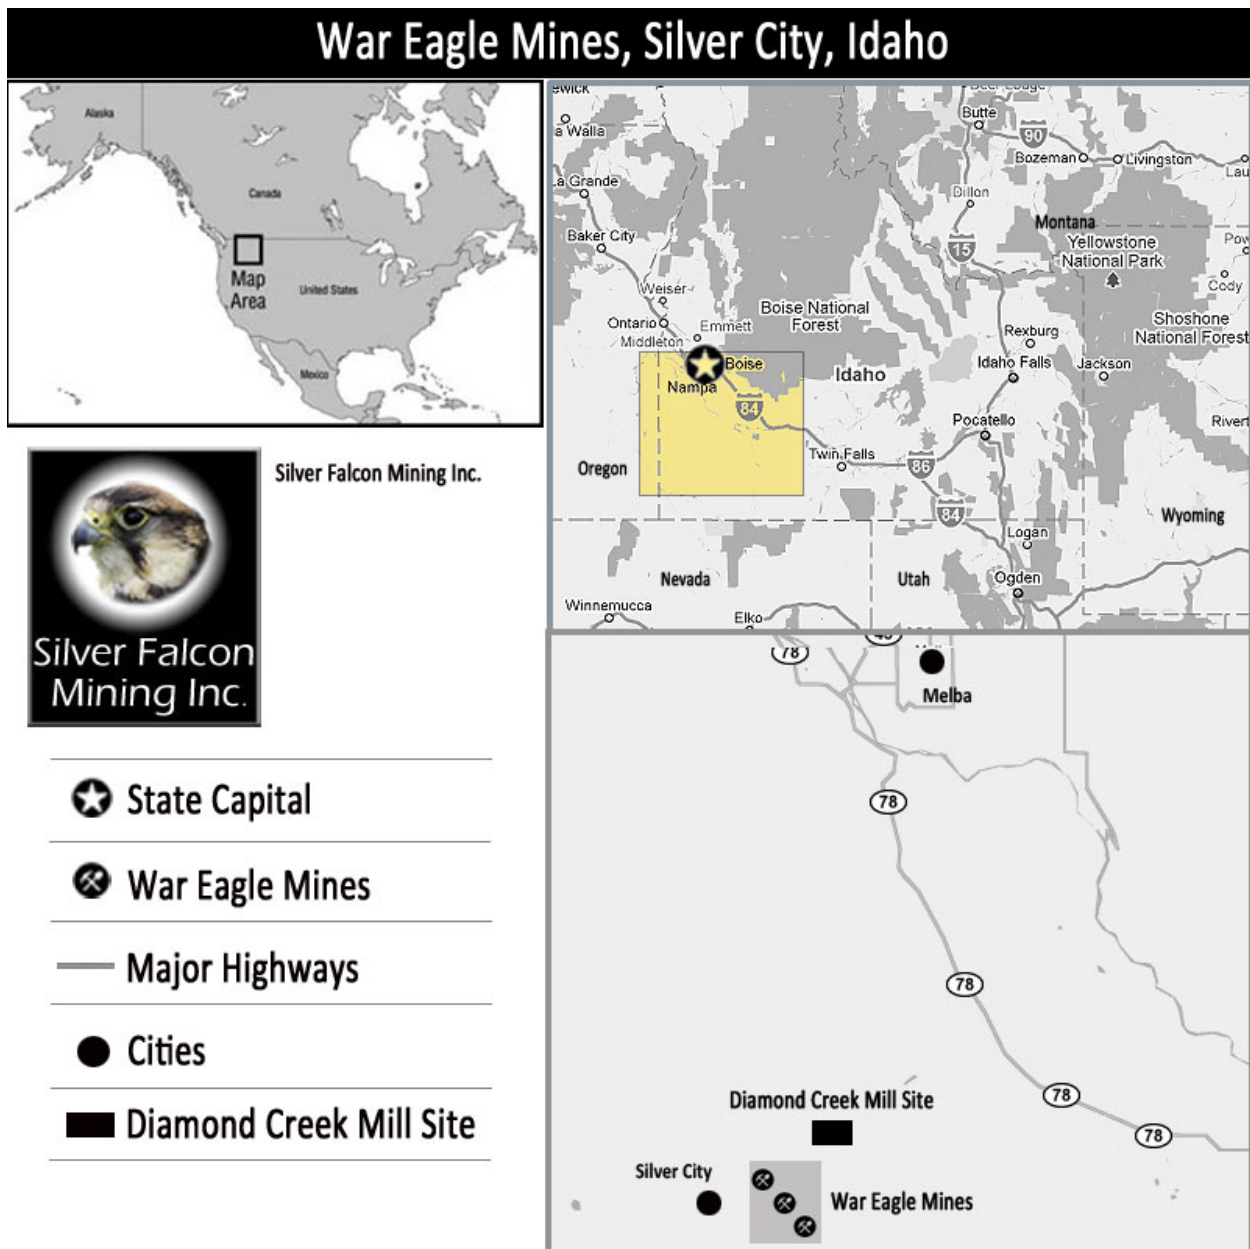 War Eagle Mines, Silver City, Idaho
Alaska
Canada
Map
Area
United States
Mexico
Silver Falcon Mining Inc.
Silver Falcon
Mining Inc.
State Capital
War Eagle Mines
Major Highways
Cities
Diamond Creek Mill Site
Butte
90
a Walla
Bozeman
Livingston
Lau
La Grande
Dillon
Montana
Baker City
15
Yellowstone
National Park
Pow
Cody
Weiser
Boise National
Forest
Shoshone
National Forest
Ontario
Emmett
Middleton
Rexburg
Boise
Idaho
Idaho Falls
Jackson
Nampa
84
Pocatello
Rivert
Twin Falls
86
Oregon
84
Wyoming
Logan
Nevada
Utah
Ogden
Winnemucca
Elko
78
45
Melba
78
78
78
78
Diamond Creek Mill Site
Silver City
War Eagle Mines